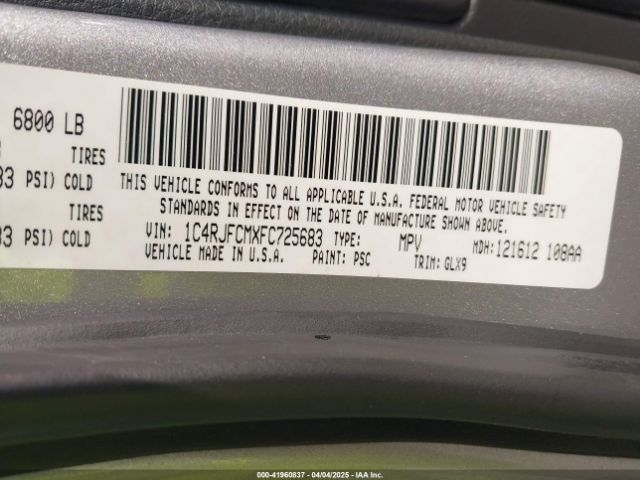 6800 LB
TIRES
PSI) COLD
TIRES
PSI) COLD
THIS VEHICLE CONFORMS TO ALL APPLICABLE U.S.A. FEDERAL MOTOR VEHICLE SAFETY
STANDARDS IN EFFECT ON THE DATE OF MANUFACTURE SHOWN ABOVE.
VIN: 1C4RJFCMXFC725683 TYPE: MPV MDH:121612 108AA
VEHICLE MADE IN U.S.A. PAINT: PSC TRIM: GLX9
000-41960837 - 04/04/2025 - IAA Inc.